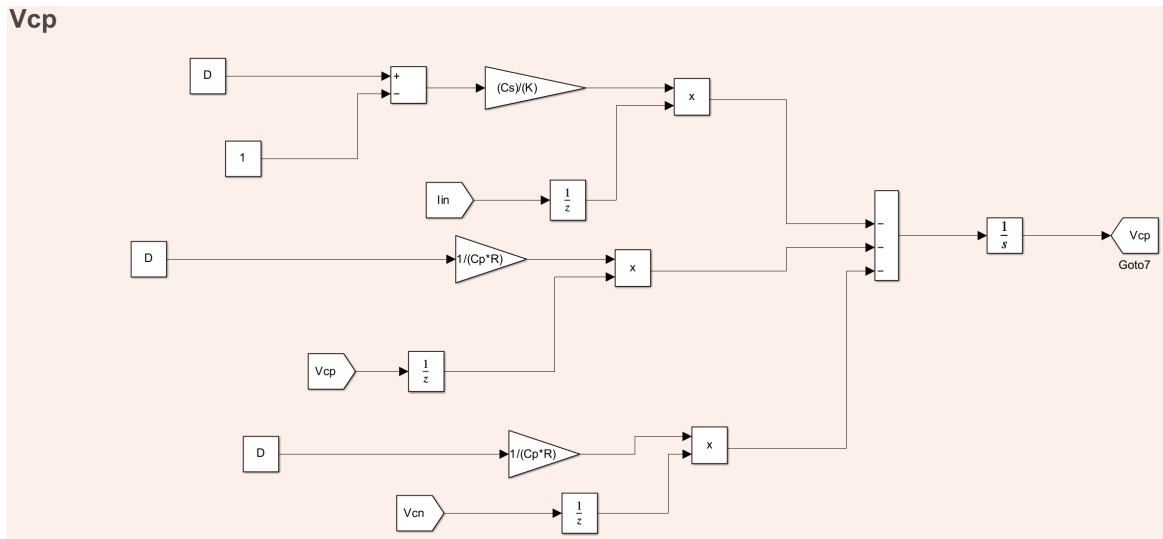 Vcp
D
+
−
(Cs)/(K)
x
1
Iin
1
z
−
−
−
1
s
Vcp
Goto7
D
1/(Cp*R)
x
Vcp
1
z
D
1/(Cp*R)
x
Vcn
1
z